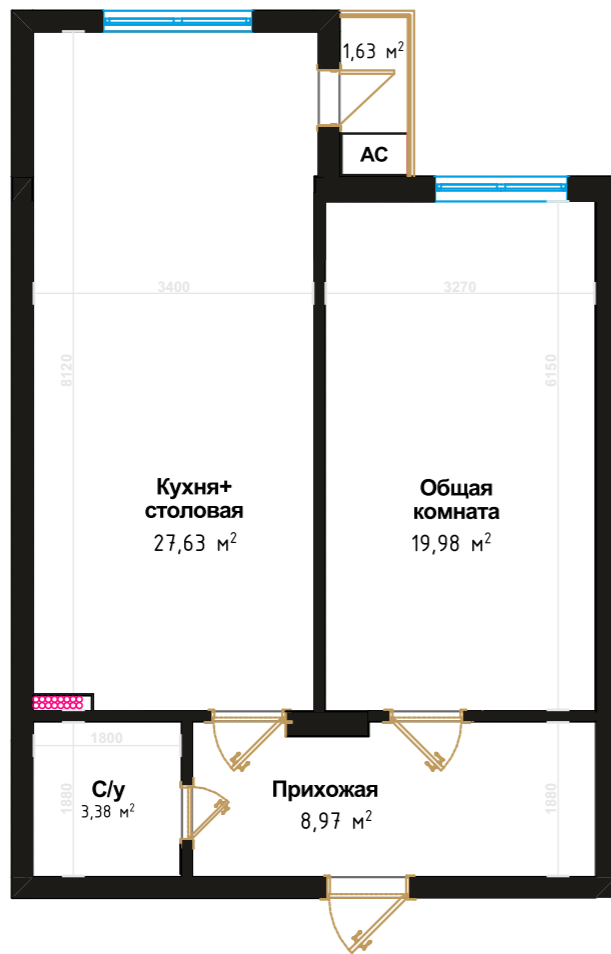 1,63 м²
АС
3400
3270
8120
6150
Кухня+
столовая
27,63 м²
Общая
комната
19,98 м²
1800
1880
С/у
3,38 м²
Прихожая
8,97 м²
1880